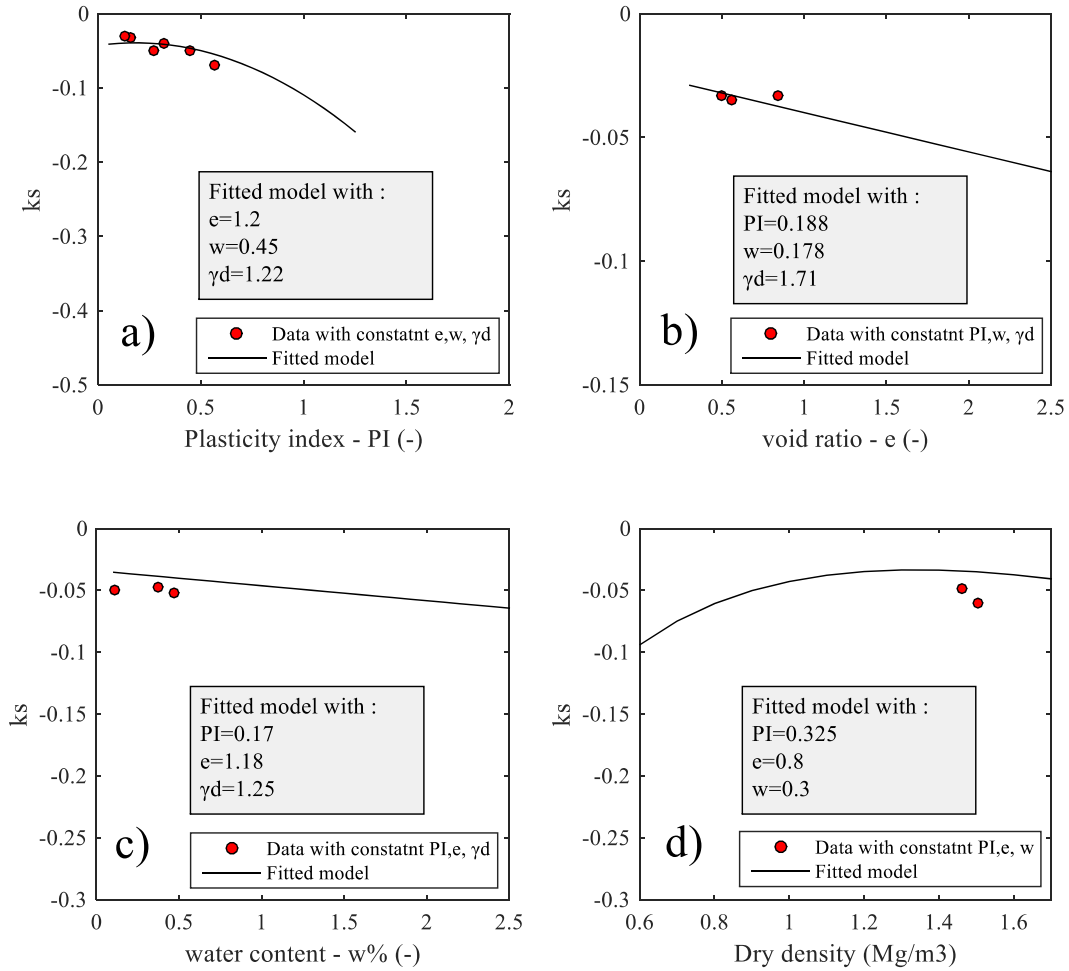 0
-0.1
-0.2
-0.3
-0.4
-0.5
ks
0 0.5 1 1.5 2
Plasticity index - PI (-)
Fitted model with :
e=1.2
w=0.45
γd=1.22
a)
Data with constatnt e,w, γd
Fitted model
0
-0.05
-0.1
-0.15
ks
0 0.5 1 1.5 2 2.5
void ratio - e (-)
Fitted model with :
PI=0.188
w=0.178
γd=1.71
b)
Data with constatnt PI,w, γd
Fitted model
0
-0.05
-0.1
-0.15
-0.2
-0.25
-0.3
ks
0 0.5 1 1.5 2 2.5
water content - w% (-)
Fitted model with :
PI=0.17
e=1.18
γd=1.25
c)
Data with constatnt PI,e, γd
Fitted model
0
-0.05
-0.1
-0.15
-0.2
-0.25
-0.3
ks
0.6 0.8 1 1.2 1.4 1.6
Dry density (Mg/m3)
Fitted model with :
PI=0.325
e=0.8
w=0.3
d)
Data with constatnt PI,e, w
Fitted model